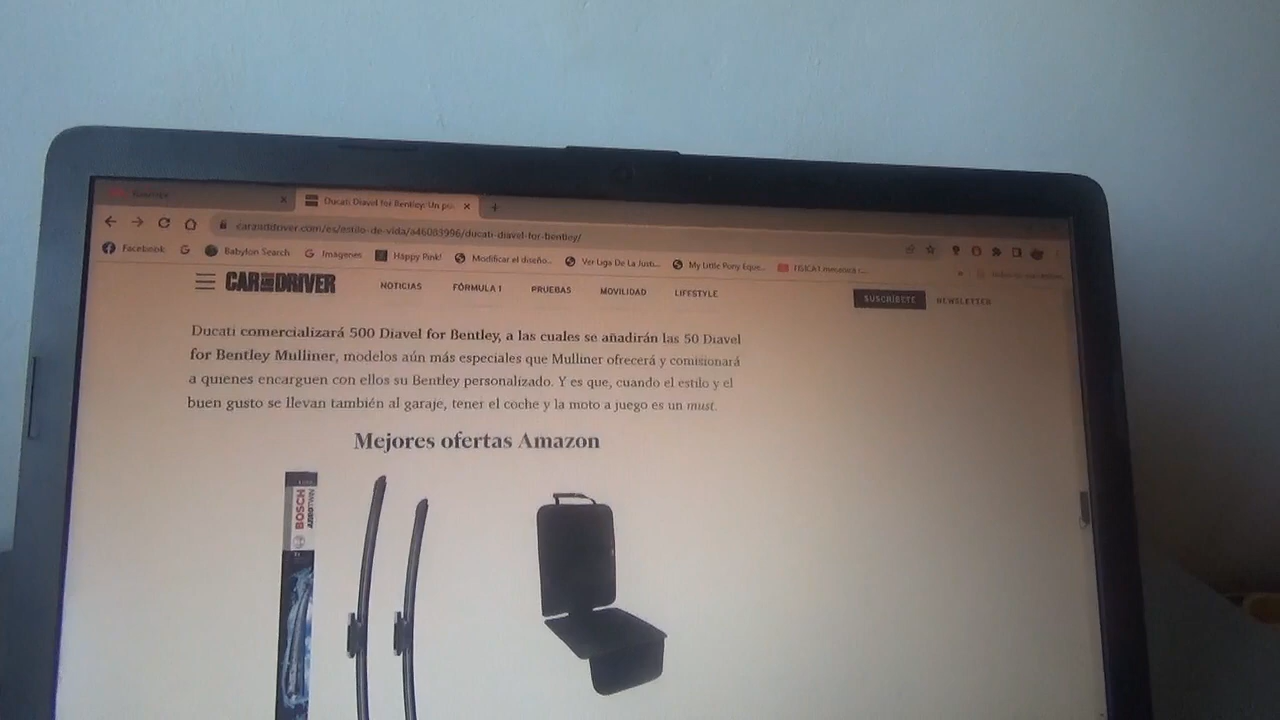 Ducati Diavel for Bentley: Un pu
caranddriver.com/es/estilo-de-vida/a46083996/ducati-diavel-for-bentley/
Facebook
G
Babylon Search
Imágenes
Happy Pink!
Modificar el diseño...
Ver Liga De La Justi...
My Little Pony Eque...
CAR AND DRIVER
NOTICIAS
FÓRMULA 1
PRUEBAS
MOVILIDAD
LIFESTYLE
SUSCRÍBETE
NEWSLETTER
Ducati comercializará 500 Diavel for Bentley, a las cuales se añadirán las 50 Diavel
for Bentley Mulliner, modelos aún más especiales que Mulliner ofrecerá y comisionará
a quienes encarguen con ellos su Bentley personalizado. Y es que, cuando el estilo y el
buen gusto se llevan también al garaje, tener el coche y la moto a juego es un must.
Mejores ofertas Amazon
BOSCH
AEROTWIN